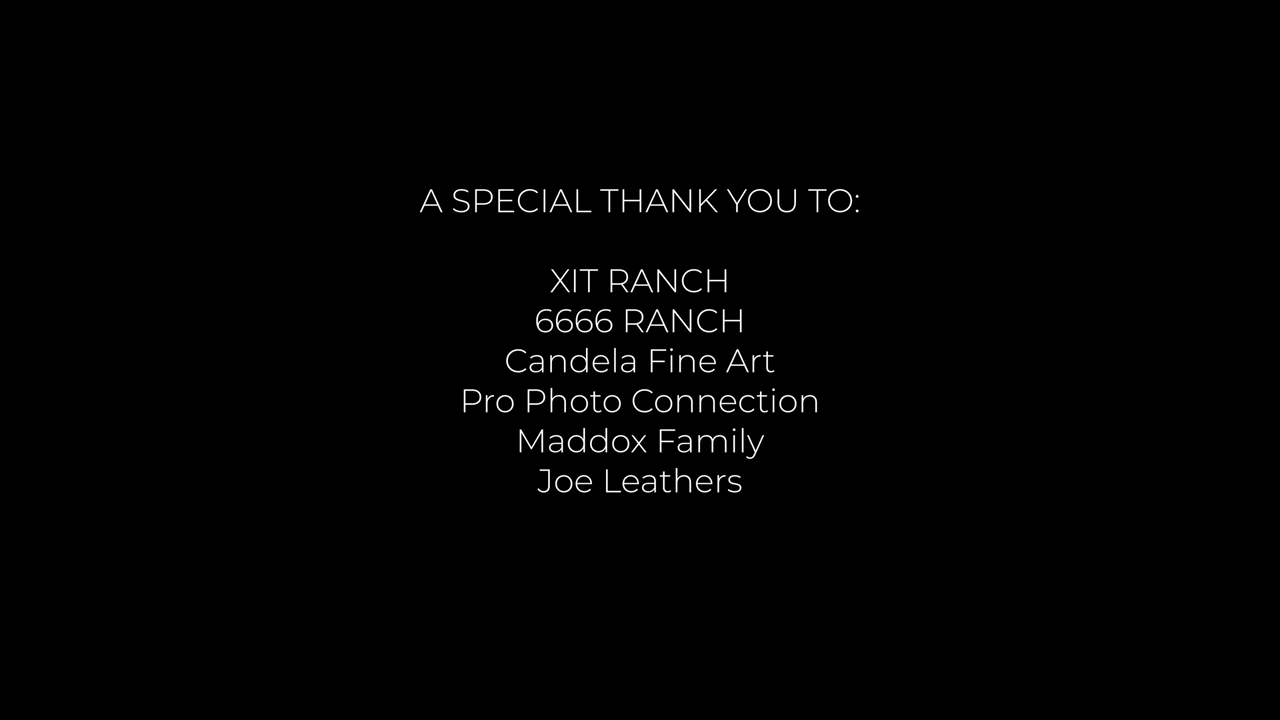 A SPECIAL THANK YOU TO:
XIT RANCH
6666 RANCH
Candela Fine Art
Pro Photo Connection
Maddox Family
Joe Leathers